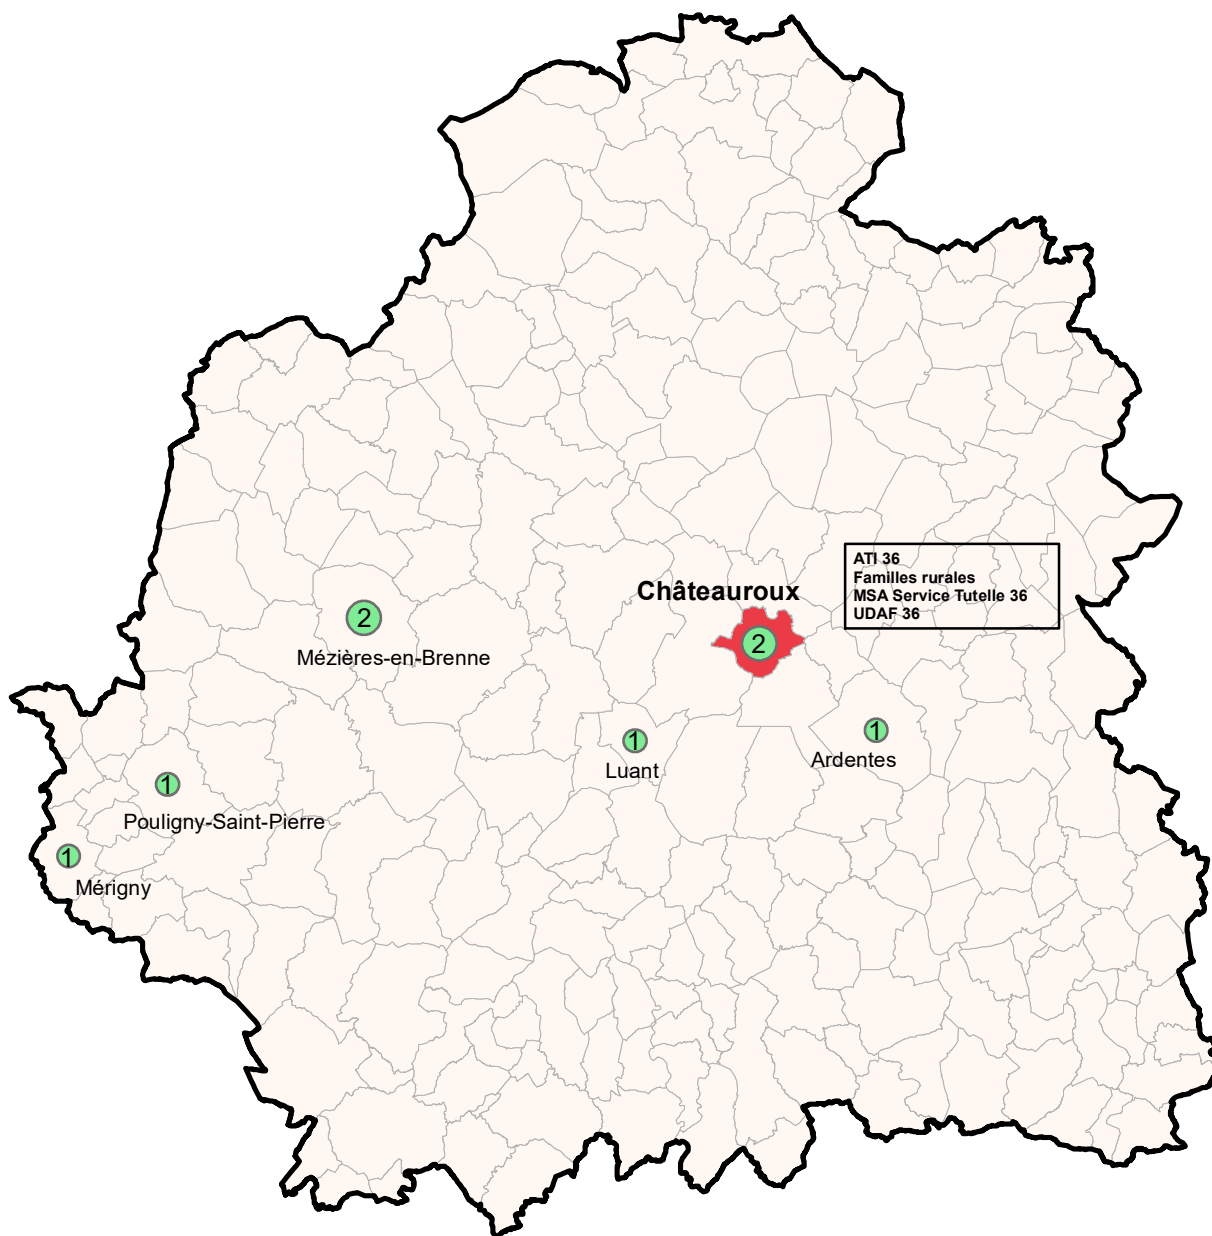 ATI 36
Familles rurales
MSA Service Tutelle 36
UDAF 36
Châteauroux
2
2
Mézières-en-Brenne
1
Ardentes
1
Luant
1
Pouligny-Saint-Pierre
1
Mérigny